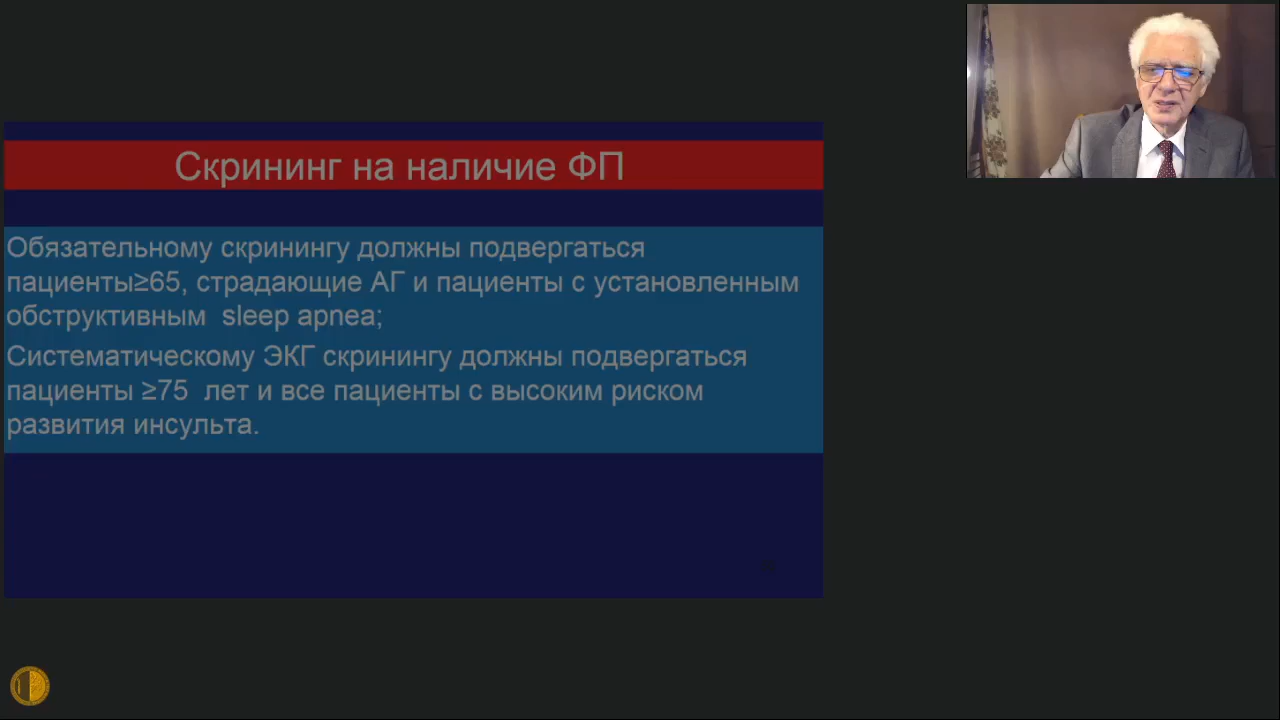 Скрининг на наличие ФП
Обязательному скринингу должны подвергаться
пациенты≥65, страдающие АГ и пациенты с установленным
обструктивным sleep apnea;
Систематическому ЭКГ скринингу должны подвергаться
пациенты ≥75 лет и все пациенты с высоким риском
развития инсульта.